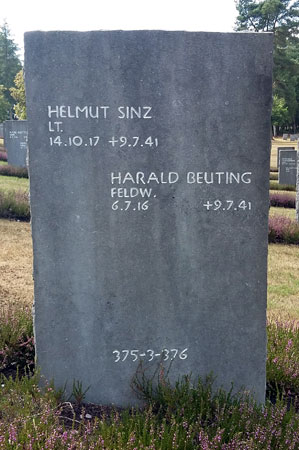 HELMUT SINZ
LT.
14.10.17 +9.7.41
HARALD BEUTING
FELDW.
6.7.16 +9.7.41
375-3-376